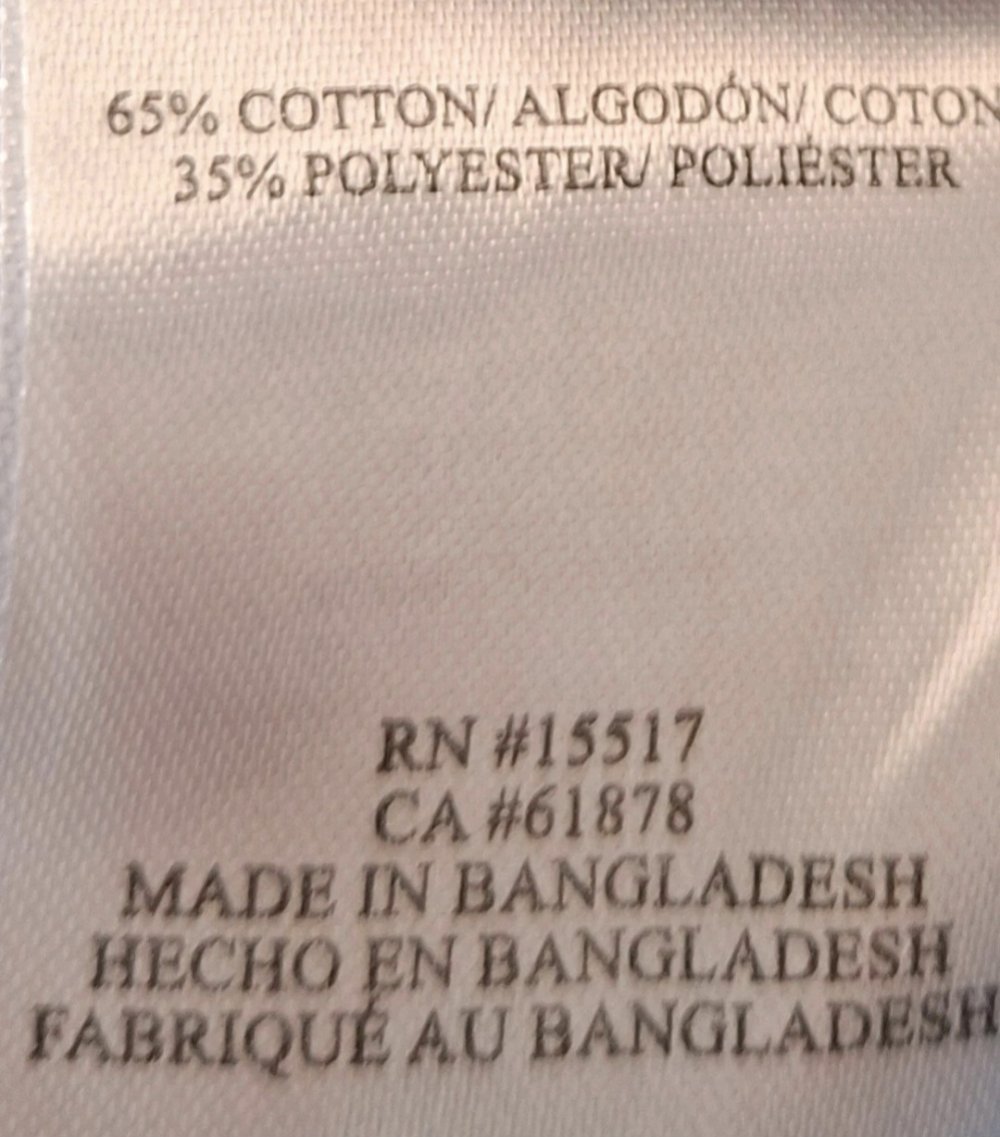 65% COTTON/ ALGODÓN/ COTON
35% POLYESTER/ POLIÉSTER
RN #15517
CA #61878
MADE IN BANGLADESH
HECHO EN BANGLADESH
FABRIQUÉ AU BANGLADESH